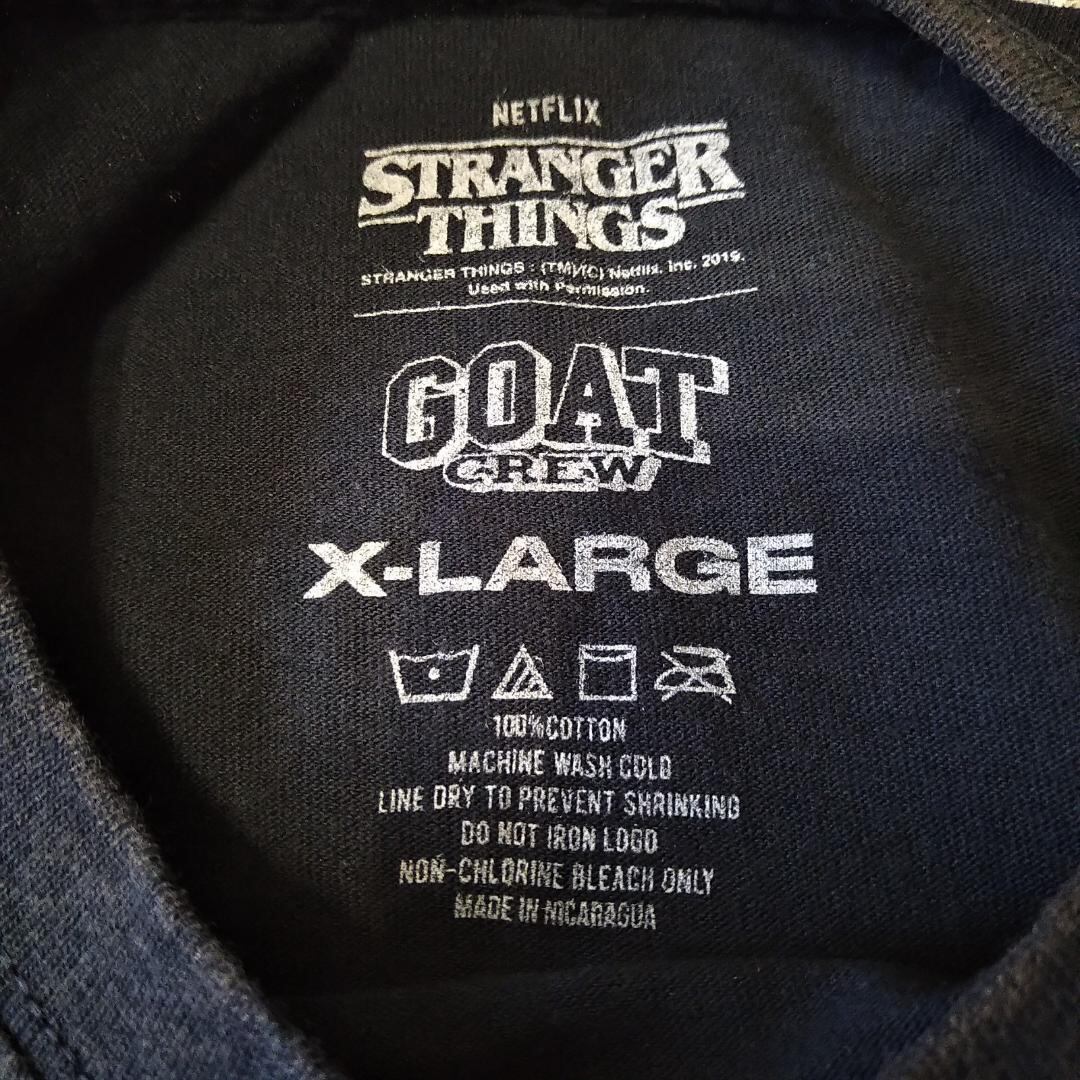 NETFLIX
STRANGER
THINGS
STRANGER THINGS : (TM)/(C) Netflix, Inc. 2019.
Used with Permission.
GOAT
CREW
X-LARGE
100%COTTON
MACHINE WASH COLD
LINE DRY TO PREVENT SHRINKING
DO NOT IRON LOGO
NON-CHLORINE BLEACH ONLY
MADE IN NICARAGUA